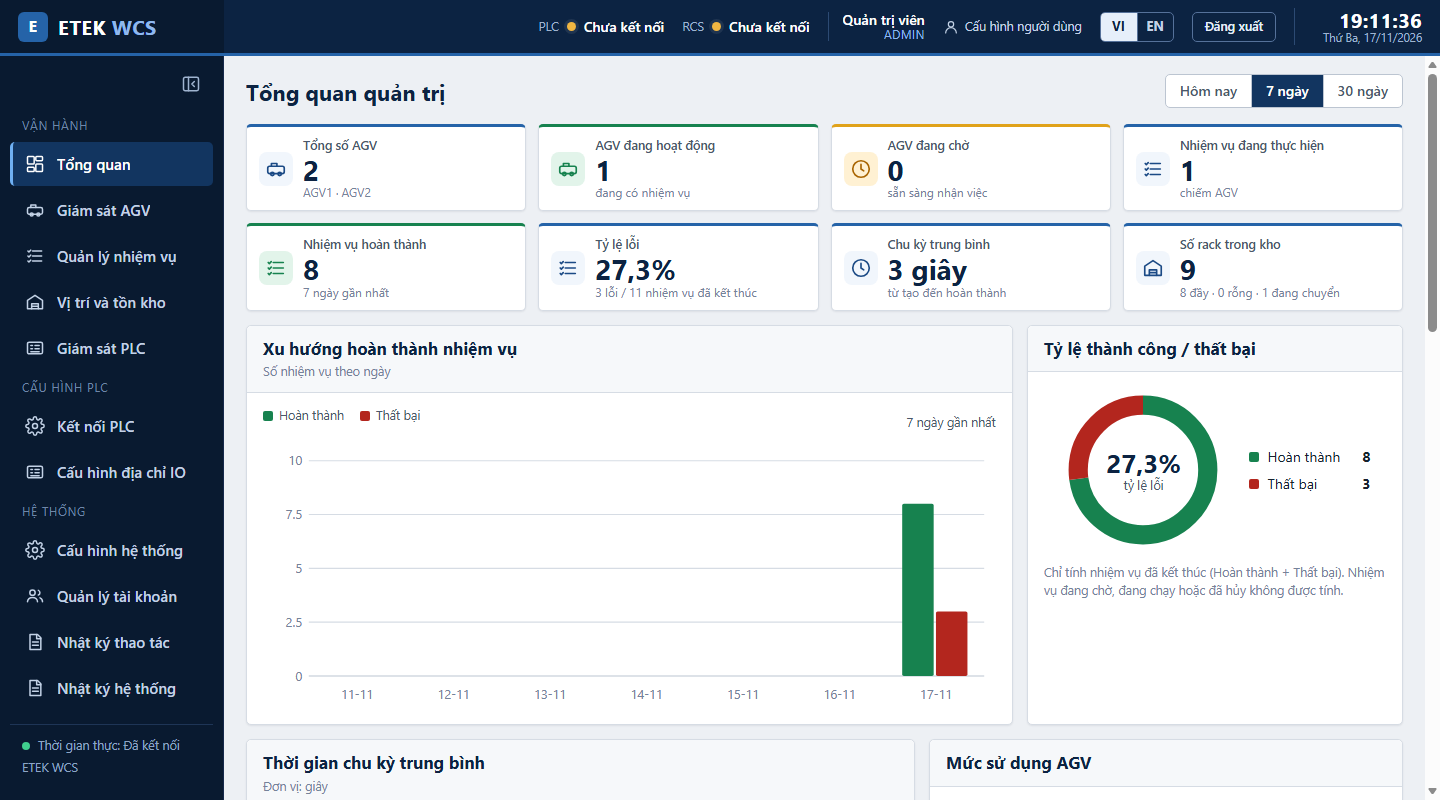 E ETEK WCS
PLC Chưa kết nối RCS Chưa kết nối
Quản trị viên
ADMIN
Cấu hình người dùng
VI EN
Đăng xuất
19:11:36
Thứ Ba, 17/11/2026
VẬN HÀNH
Tổng quan
Giám sát AGV
Quản lý nhiệm vụ
Vị trí và tồn kho
Giám sát PLC
CẤU HÌNH PLC
Kết nối PLC
Cấu hình địa chỉ IO
HỆ THỐNG
Cấu hình hệ thống
Quản lý tài khoản
Nhật ký thao tác
Nhật ký hệ thống
Thời gian thực: Đã kết nối
ETEK WCS
Tổng quan quản trị
Hôm nay 7 ngày 30 ngày
Tổng số AGV
2
AGV1 · AGV2
AGV đang hoạt động
1
đang có nhiệm vụ
AGV đang chờ
0
sẵn sàng nhận việc
Nhiệm vụ đang thực hiện
1
chiếm AGV
Nhiệm vụ hoàn thành
8
7 ngày gần nhất
Tỷ lệ lỗi
27,3%
3 lỗi / 11 nhiệm vụ đã kết thúc
Chu kỳ trung bình
3 giây
từ tạo đến hoàn thành
Số rack trong kho
9
8 đầy · 0 rỗng · 1 đang chuyển
Xu hướng hoàn thành nhiệm vụ
Số nhiệm vụ theo ngày
Hoàn thành Thất bại
7 ngày gần nhất
10
7.5
5
2.5
0
11-11 12-11 13-11 14-11 15-11 16-11 17-11
Tỷ lệ thành công / thất bại
27,3%
tỷ lệ lỗi
Hoàn thành 8
Thất bại 3
Chỉ tính nhiệm vụ đã kết thúc (Hoàn thành + Thất bại). Nhiệm
vụ đang chờ, đang chạy hoặc đã hủy không được tính.
Thời gian chu kỳ trung bình
Đơn vị: giây
Mức sử dụng AGV